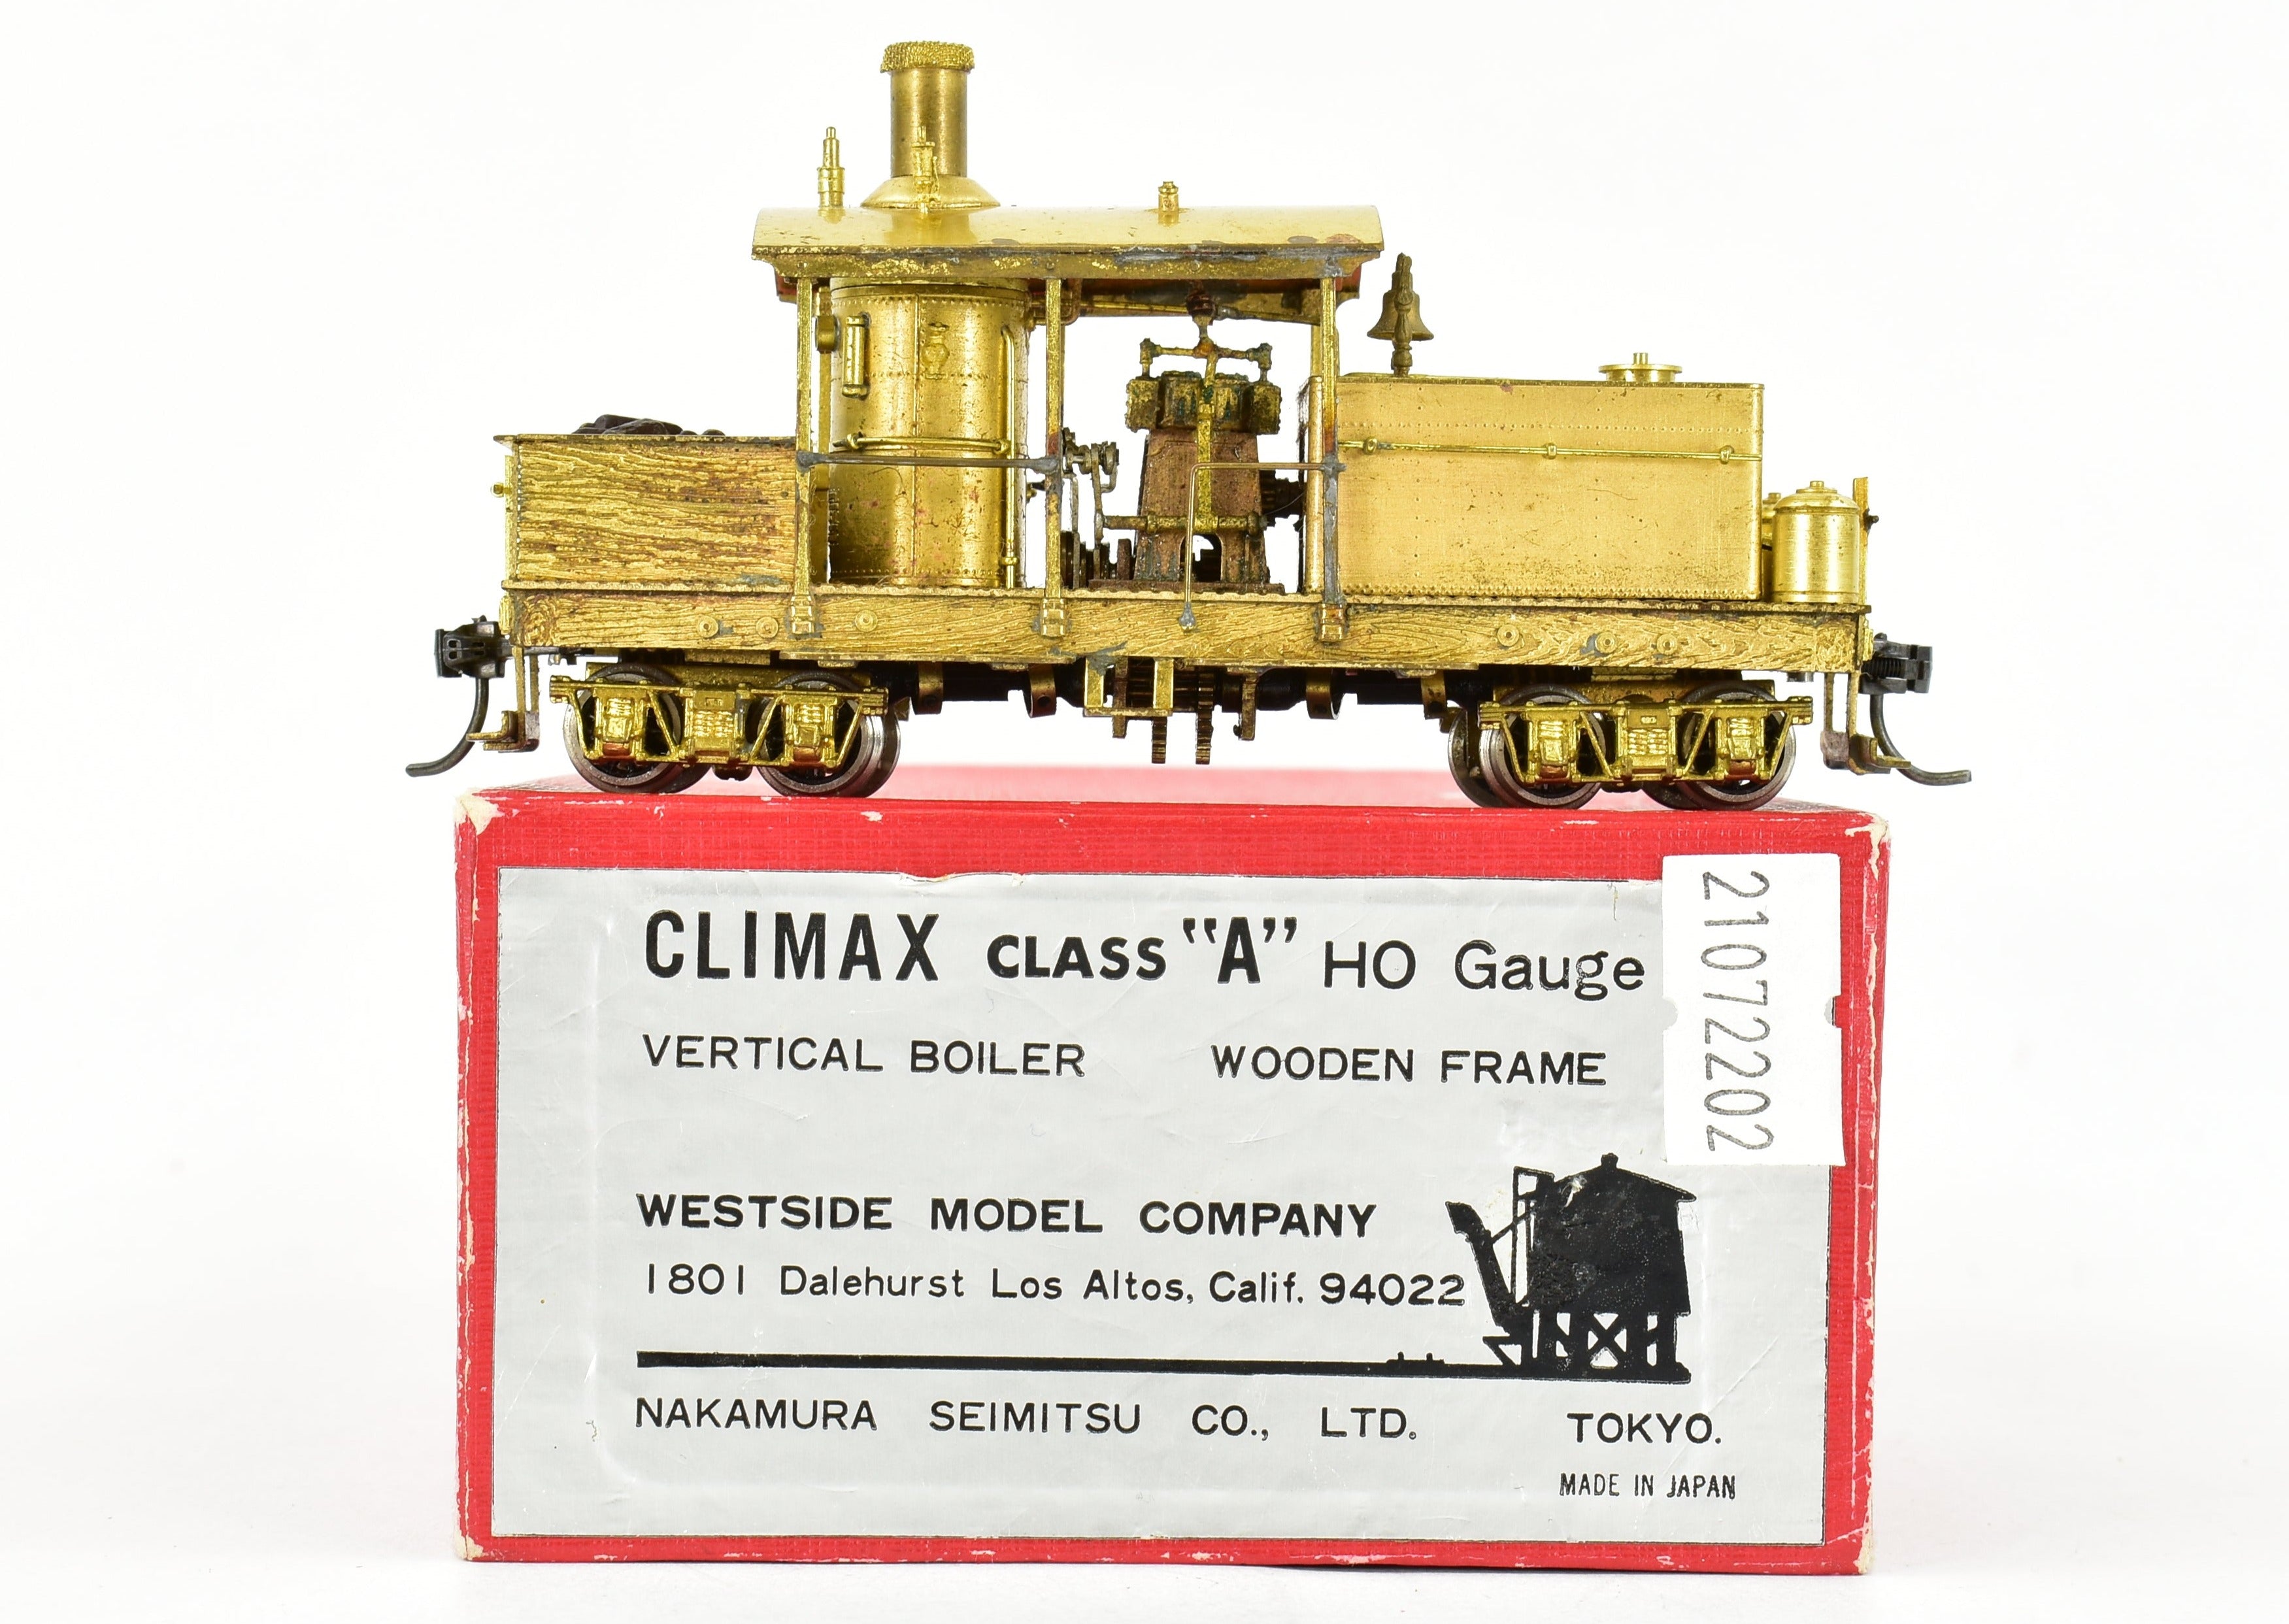 CLIMAX CLASS "A" HO Gauge
VERTICAL BOILER WOODEN FRAME
21072202
WESTSIDE MODEL COMPANY
1801 Dalehurst Los Altos, Calif. 94022
NAKAMURA SEIMITSU CO., LTD. TOKYO.
MADE IN JAPAN